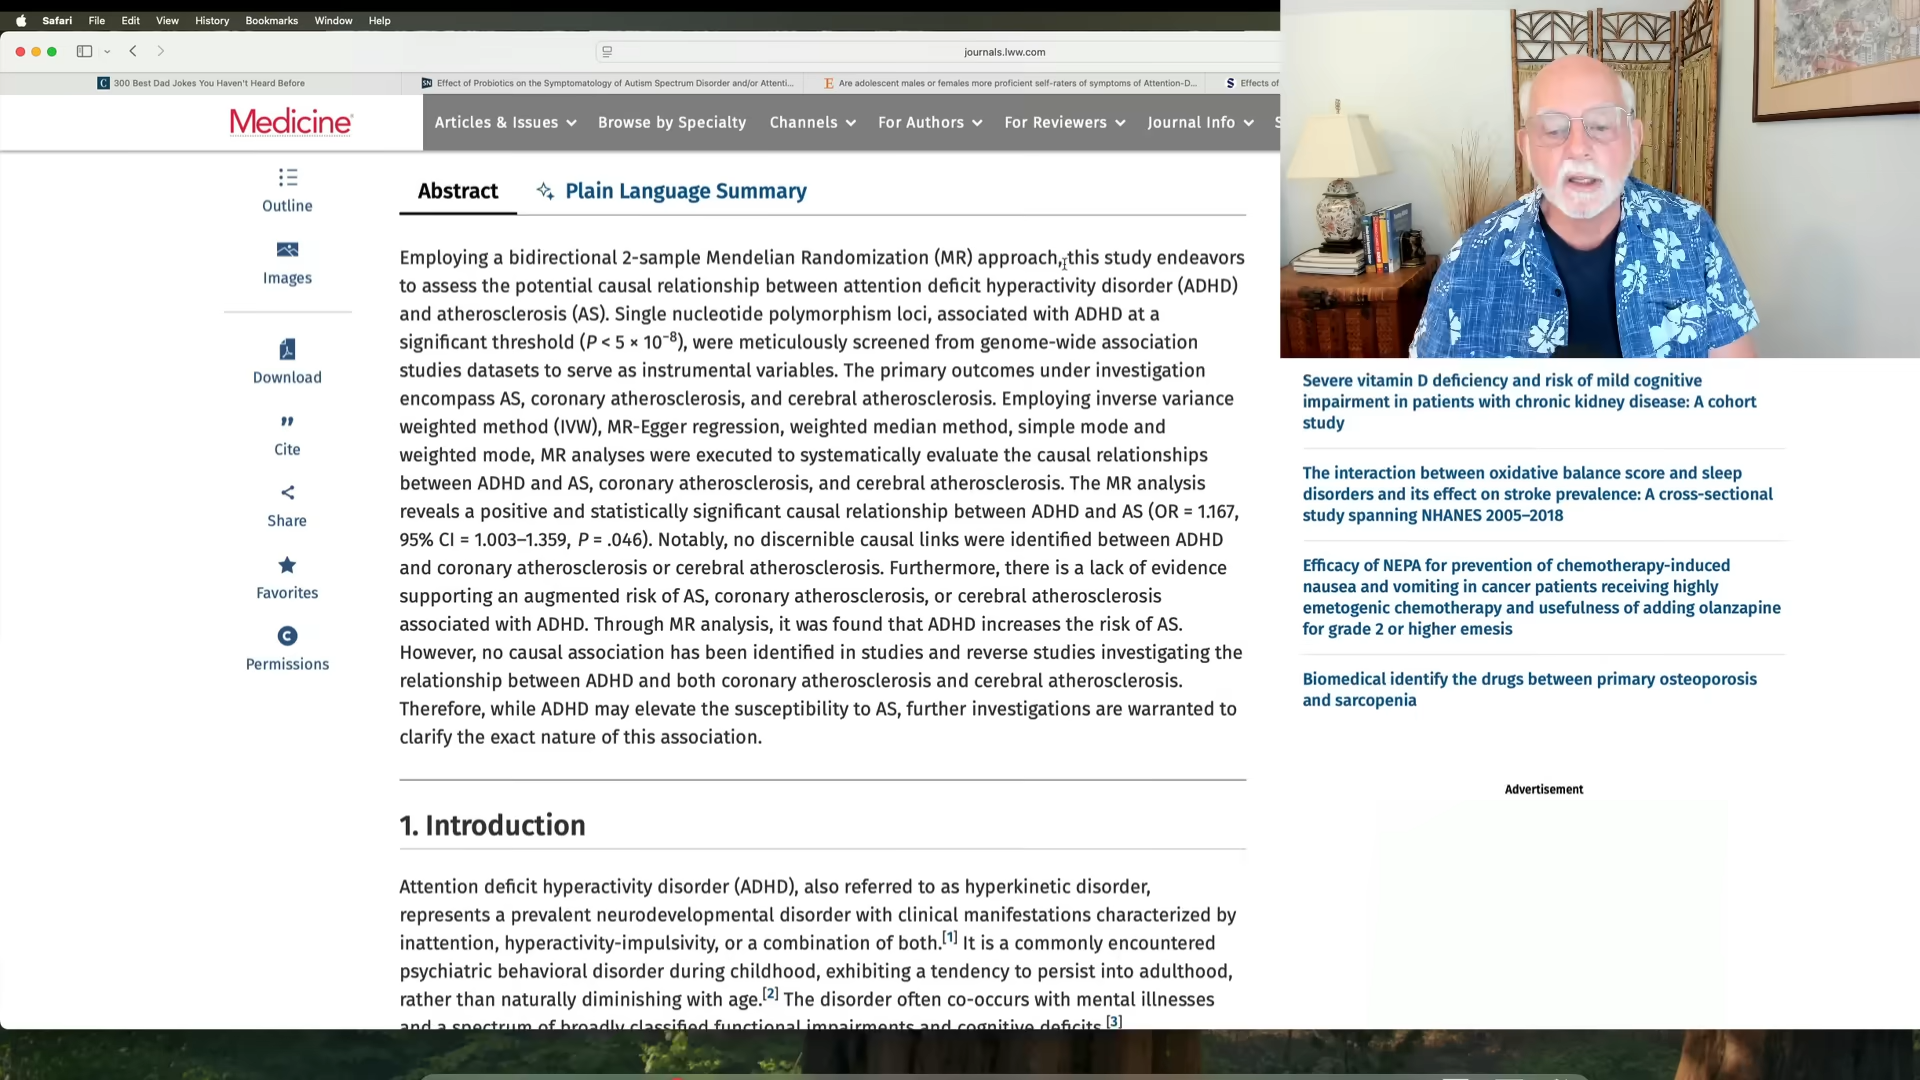 Safari File Edit View History Bookmarks Window Help
journals.lww.com
300 Best Dad Jokes You Haven't Heard Before
Effect of Probiotics on the Symptomatology of Autism Spectrum Disorder and/or Attenti...
Are adolescent males or females more proficient self-raters of symptoms of Attention-D...
Effects of
Medicine
Articles & Issues
Browse by Specialty
Channels
For Authors
For Reviewers
Journal Info
S
Outline
Images
Download
Cite
Share
Favorites
Permissions
Abstract
Plain Language Summary
Employing a bidirectional 2-sample Mendelian Randomization (MR) approach, this study endeavors
to assess the potential causal relationship between attention deficit hyperactivity disorder (ADHD)
and atherosclerosis (AS). Single nucleotide polymorphism loci, associated with ADHD at a
significant threshold (P < 5 × 10⁻⁸), were meticulously screened from genome-wide association
studies datasets to serve as instrumental variables. The primary outcomes under investigation
encompass AS, coronary atherosclerosis, and cerebral atherosclerosis. Employing inverse variance
weighted method (IVW), MR-Egger regression, weighted median method, simple mode and
weighted mode, MR analyses were executed to systematically evaluate the causal relationships
between ADHD and AS, coronary atherosclerosis, and cerebral atherosclerosis. The MR analysis
reveals a positive and statistically significant causal relationship between ADHD and AS (OR = 1.167,
95% CI = 1.003–1.359, P = .046). Notably, no discernible causal links were identified between ADHD
and coronary atherosclerosis or cerebral atherosclerosis. Furthermore, there is a lack of evidence
supporting an augmented risk of AS, coronary atherosclerosis, or cerebral atherosclerosis
associated with ADHD. Through MR analysis, it was found that ADHD increases the risk of AS.
However, no causal association has been identified in studies and reverse studies investigating the
relationship between ADHD and both coronary atherosclerosis and cerebral atherosclerosis.
Therefore, while ADHD may elevate the susceptibility to AS, further investigations are warranted to
clarify the exact nature of this association.
1. Introduction
Attention deficit hyperactivity disorder (ADHD), also referred to as hyperkinetic disorder,
represents a prevalent neurodevelopmental disorder with clinical manifestations characterized by
inattention, hyperactivity-impulsivity, or a combination of both.[1] It is a commonly encountered
psychiatric behavioral disorder during childhood, exhibiting a tendency to persist into adulthood,
rather than naturally diminishing with age.[2] The disorder often co-occurs with mental illnesses
and a spectrum of broadly classified functional impairments and cognitive deficits.[3]
Severe vitamin D deficiency and risk of mild cognitive
impairment in patients with chronic kidney disease: A cohort
study
The interaction between oxidative balance score and sleep
disorders and its effect on stroke prevalence: A cross-sectional
study spanning NHANES 2005–2018
Efficacy of NEPA for prevention of chemotherapy-induced
nausea and vomiting in cancer patients receiving highly
emetogenic chemotherapy and usefulness of adding olanzapine
for grade 2 or higher emesis
Biomedical identify the drugs between primary osteoporosis
and sarcopenia
Advertisement